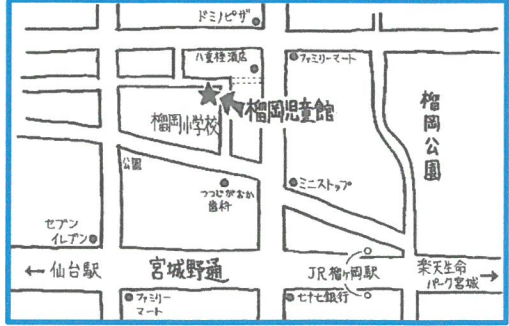 ドミノピザ
八重樫酒店
ファミリーマート
榴岡児童館
榴岡小学校
榴岡公園
公園
つつじがおか
歯科
ミニストップ
セブン
イレブン
←仙台駅
宮城野通
JR榴ヶ岡駅
楽天生命
パーク宮城→
ファミリー
マート
七十七銀行